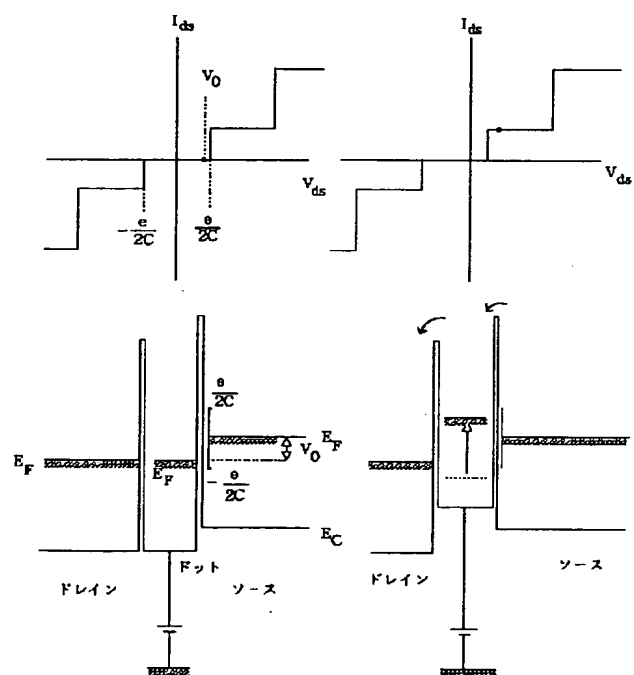 I_ds
I_ds
V_0
V_ds
V_ds
-e/2C
e/2C
e/2C
E_F
E_F
E_F
V_0
-e/2C
E_C
ドット
ドレイン
ソース
ドレイン
ソース